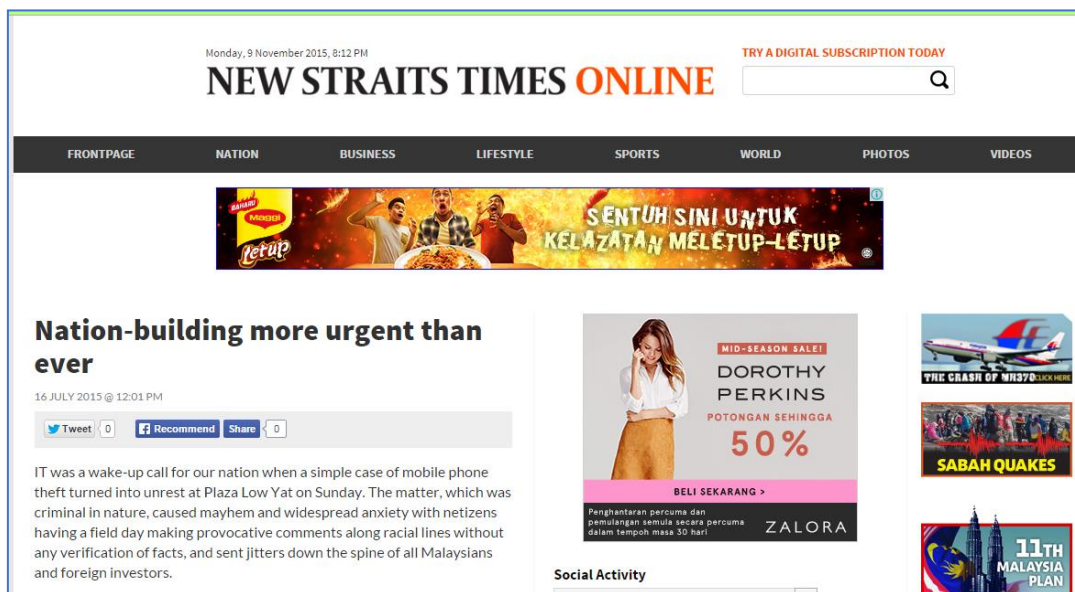 Monday, 9 November 2015, 8:12 PM
NEW STRAITS TIMES ONLINE
TRY A DIGITAL SUBSCRIPTION TODAY
FRONTPAGE NATION BUSINESS LIFESTYLE SPORTS WORLD PHOTOS VIDEOS
BAHARU
Maggi
Letup
SENTUH SINI UNTUK
KELAZATAN MELETUP-LETUP
Nation-building more urgent than
ever
16 JULY 2015 @ 12:01 PM
Tweet 0 Recommend Share 0
IT was a wake-up call for our nation when a simple case of mobile phone
theft turned into unrest at Plaza Low Yat on Sunday. The matter, which was
criminal in nature, caused mayhem and widespread anxiety with netizens
having a field day making provocative comments along racial lines without
any verification of facts, and sent jitters down the spine of all Malaysians
and foreign investors.
MID-SEASON SALE!
DOROTHY
PERKINS
POTONGAN SEHINGGA
50%
BELI SEKARANG >
Penghantaran percuma dan
pemulangan semula secara percuma
dalam tempoh masa 30 hari
ZALORA
Social Activity
THE CRASH OF MH370 CLICK HERE
SABAH QUAKES
11TH
MALAYSIA
PLAN